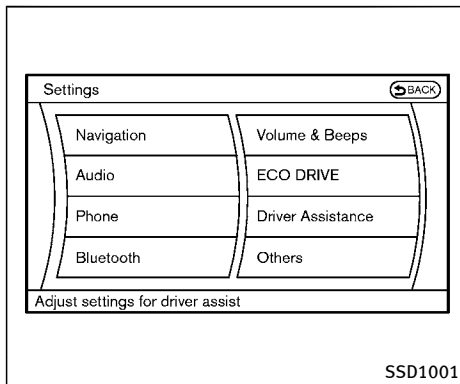 Settings
BACK
Navigation
Volume & Beeps
Audio
ECO DRIVE
Phone
Driver Assistance
Bluetooth
Others
Adjust settings for driver assist
SSD1001